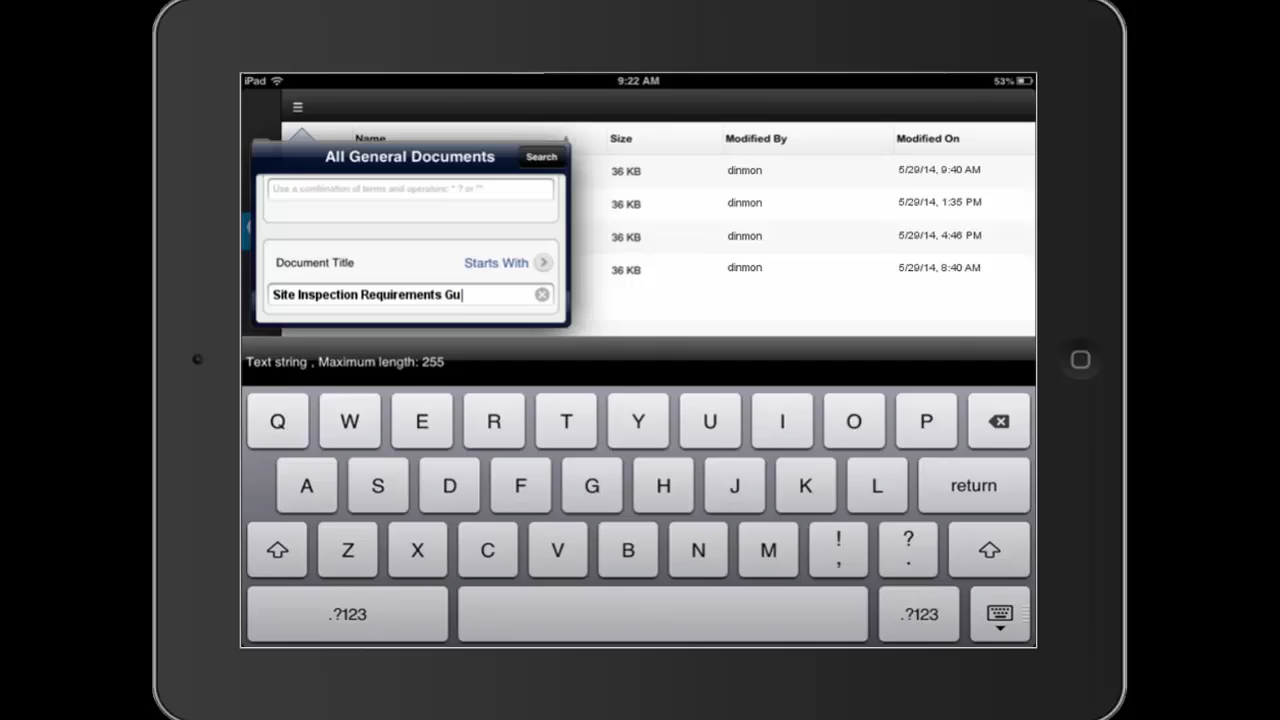 iPad 9:22 AM 53%
Name Size Modified By Modified On
All General Documents Search
Use a combination of terms and operators: * ? or ""
36 KB dinmon 5/29/14, 9:40 AM
36 KB dinmon 5/29/14, 1:35 PM
36 KB dinmon 5/29/14, 4:46 PM
36 KB dinmon 5/29/14, 8:40 AM
Document Title Starts With
Site Inspection Requirements Gu
Text string , Maximum length: 255
Q W E R T Y U I O P
A S D F G H J K L return
Z X C V B N M ! , ? .
.?123 .?123